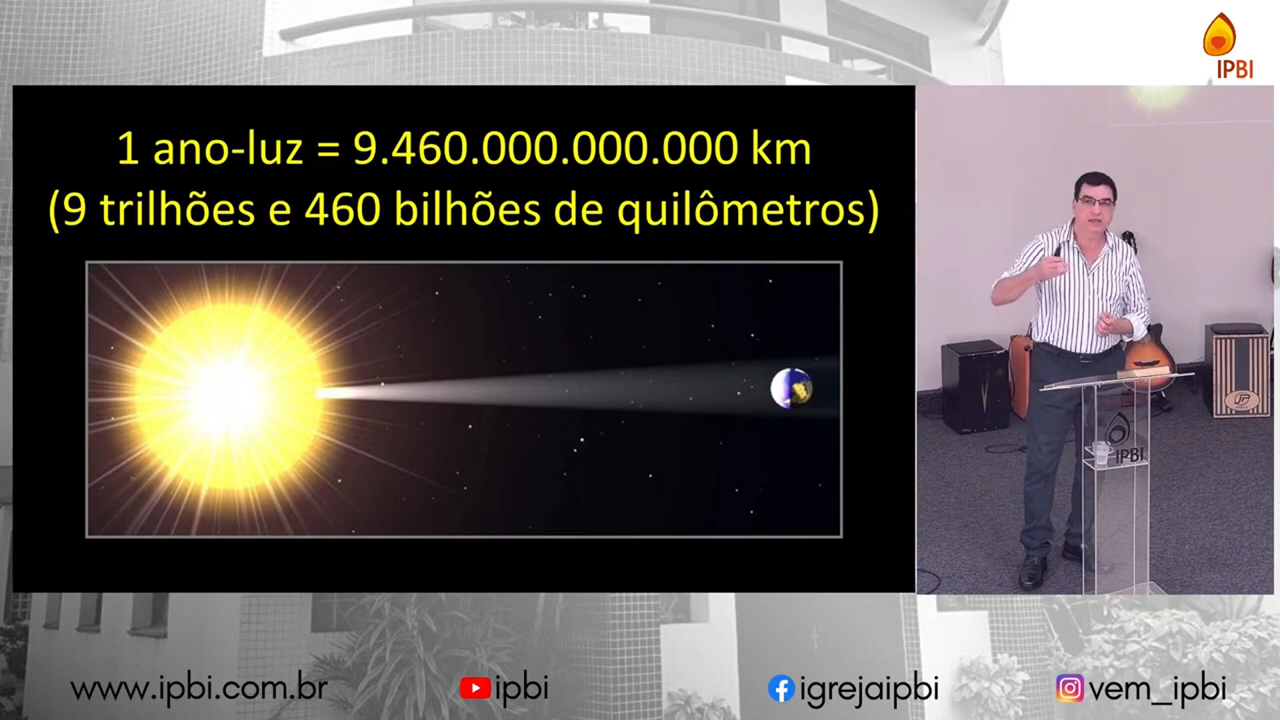 IPBI
1 ano-luz = 9.460.000.000.000 km
(9 trilhões e 460 bilhões de quilômetros)
IPBI
www.ipbi.com.br
ipbi
igrejaipbi
vem_ipbi